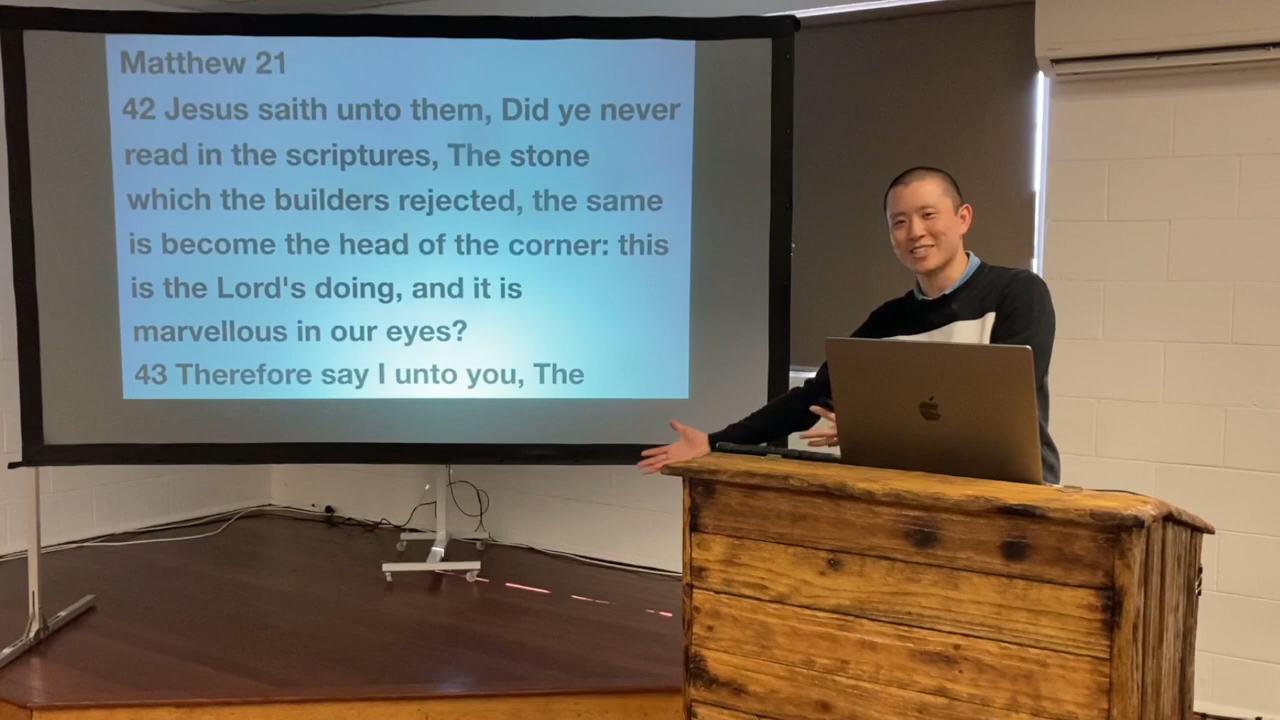 Matthew 21
42 Jesus saith unto them, Did ye never
read in the scriptures, The stone
which the builders rejected, the same
is become the head of the corner: this
is the Lord's doing, and it is
marvellous in our eyes?
43 Therefore say I unto you, The